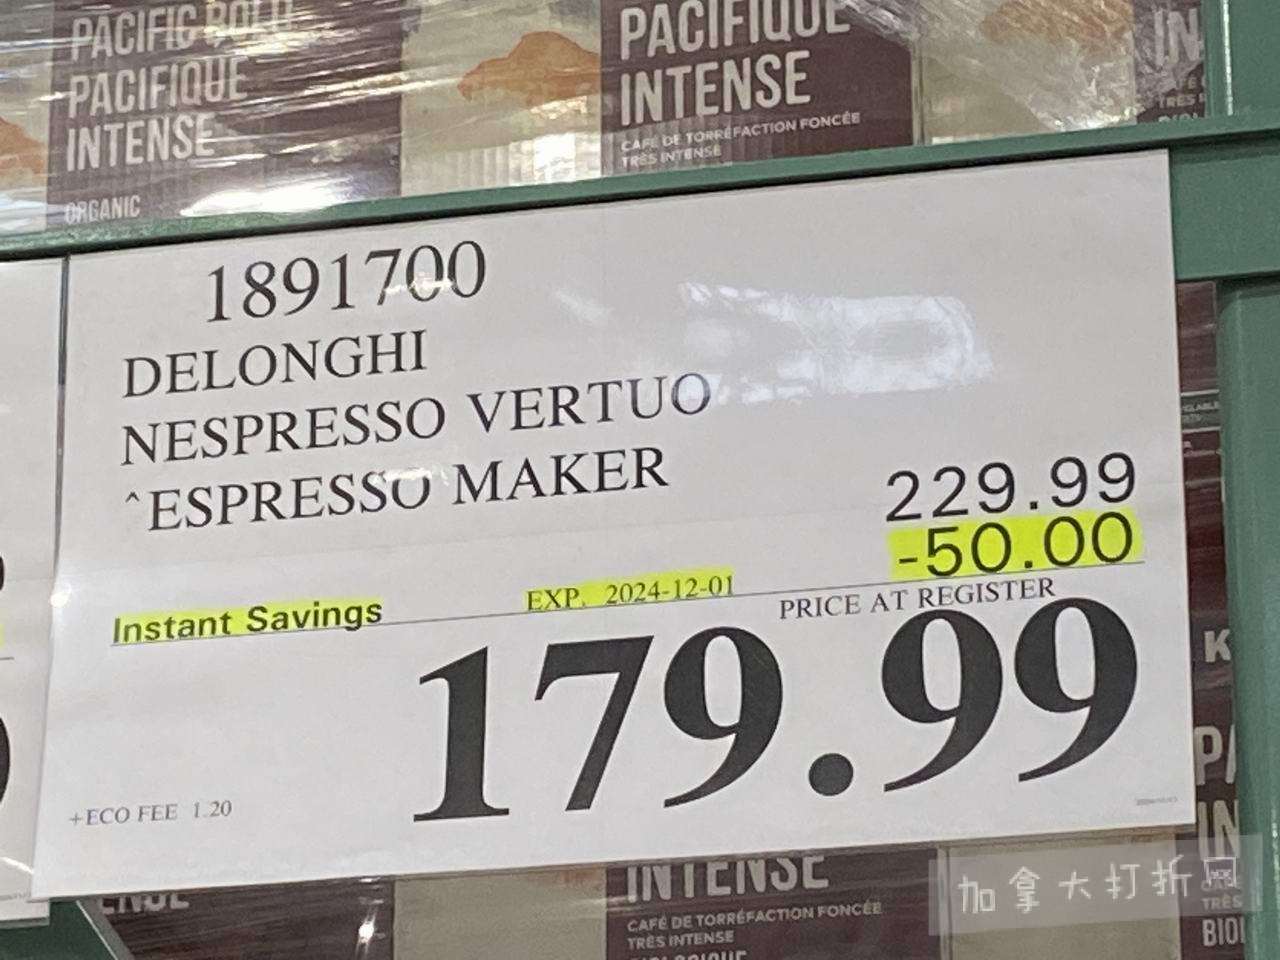 PACIFIC BOLD
PACIFIQUE
INTENSE
ORGANIC
PACIFIQUE
INTENSE
CAFÉ DE TORRÉFACTION FONCÉE
TRÈS INTENSE
IN
1891700
DELONGHI
NESPRESSO VERTUO
^ESPRESSO MAKER
229.99
-50.00
Instant Savings EXP. 2024-12-01 PRICE AT REGISTER
179.99
+ECO FEE 1.20
INTENSE
CAFÉ DE TORRÉFACTION FONCÉE
TRÈS INTENSE
BIOLOGIQUE
加拿大打折网